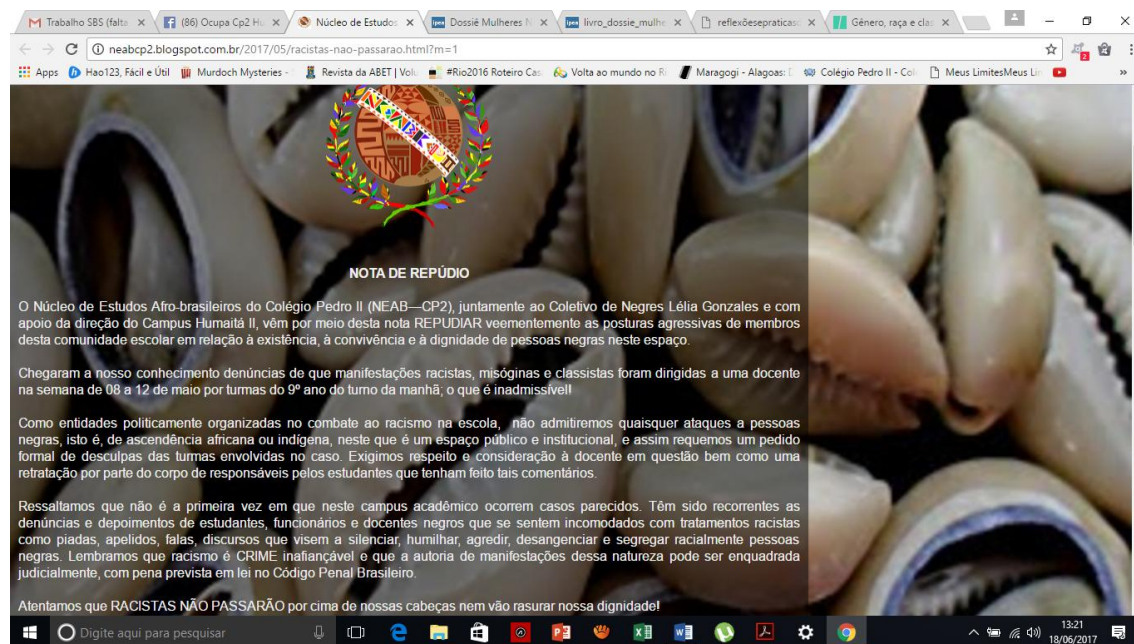 Trabalho SBS (falta
(86) Ocupa Cp2 Hu
Núcleo de Estudos
Dossiê Mulheres N
livro_dossie_mulhe
reflexõesepraticas
Gênero, raça e clas
neabcp2.blogspot.com.br/2017/05/racistas-nao-passarao.html?m=1
2
Apps
Hao123, Fácil e Útil
Murdoch Mysteries -
Revista da ABET | Volu
#Rio2016 Roteiro Cas
Volta ao mundo no Ri
Maragogi - Alagoas:
Colégio Pedro II - Col
Meus LimitesMeus Lin
»
NEABCPII
NOTA DE REPÚDIO
O Núcleo de Estudos Afro-brasileiros do Colégio Pedro II (NEAB—CP2), juntamente ao Coletivo de Negres Lélia Gonzales e com
apoio da direção do Campus Humaitá II, vêm por meio desta nota REPUDIAR veementemente as posturas agressivas de membros
desta comunidade escolar em relação à existência, à convivência e à dignidade de pessoas negras neste espaço.
Chegaram a nosso conhecimento denúncias de que manifestações racistas, misóginas e classistas foram dirigidas a uma docente
na semana de 08 a 12 de maio por turmas do 9º ano do turno da manhã; o que é inadmissível!
Como entidades politicamente organizadas no combate ao racismo na escola, não admitiremos quaisquer ataques a pessoas
negras, isto é, de ascendência africana ou indígena, neste que é um espaço público e institucional, e assim requemos um pedido
formal de desculpas das turmas envolvidas no caso. Exigimos respeito e consideração à docente em questão bem como uma
retratação por parte do corpo de responsáveis pelos estudantes que tenham feito tais comentários.
Ressaltamos que não é a primeira vez em que neste campus acadêmico ocorrem casos parecidos. Têm sido recorrentes as
denúncias e depoimentos de estudantes, funcionários e docentes negros que se sentem incomodados com tratamentos racistas
como piadas, apelidos, falas, discursos que visem a silenciar, humilhar, agredir, desangenciar e segregar racialmente pessoas
negras. Lembramos que racismo é CRIME inafiançável e que a autoria de manifestações dessa natureza pode ser enquadrada
judicialmente, com pena prevista em lei no Código Penal Brasileiro.
Atentamos que RACISTAS NÃO PASSARÃO por cima de nossas cabeças nem vão rasurar nossa dignidade!
Digite aqui para pesquisar
13:21
18/06/2017